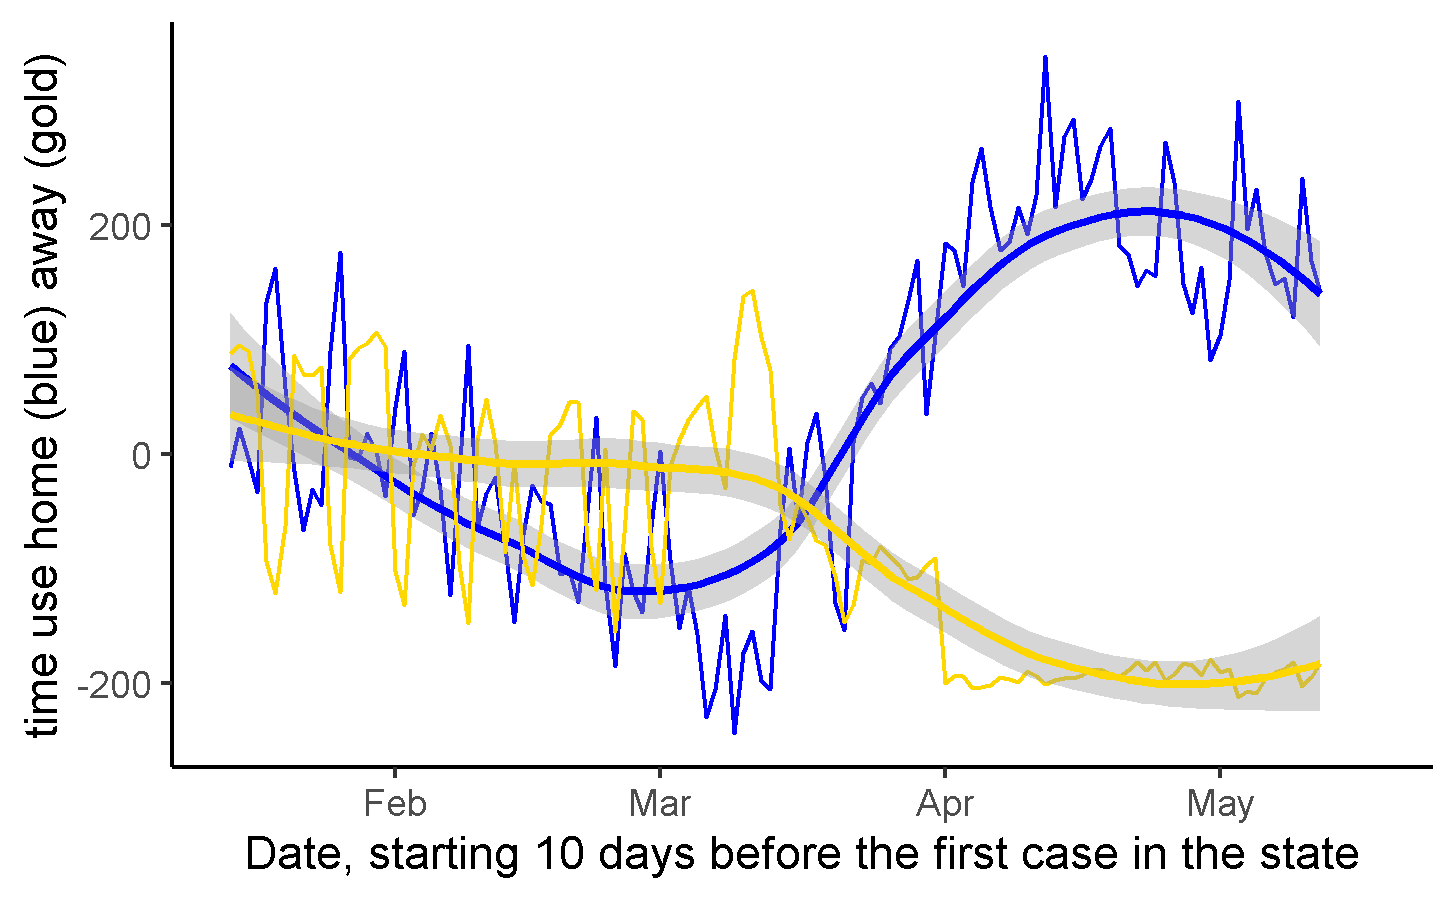 time use home (blue) away (gold)
200
0
-200
Feb
Mar
Apr
May
Date, starting 10 days before the first case in the state